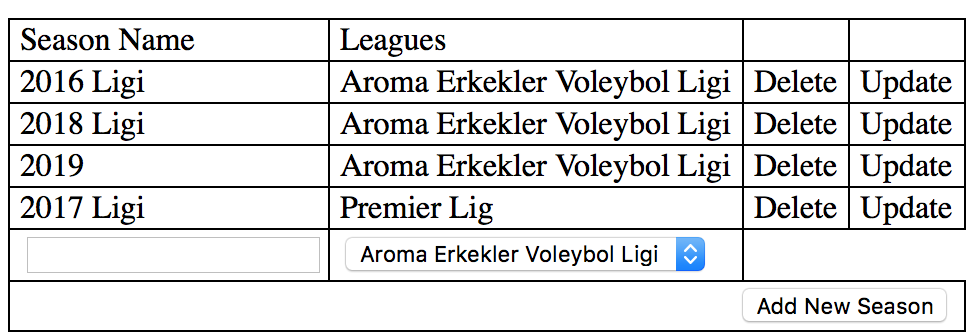 Season Name Leagues
2016 Ligi Aroma Erkekler Voleybol Ligi Delete Update
2018 Ligi Aroma Erkekler Voleybol Ligi Delete Update
2019 Aroma Erkekler Voleybol Ligi Delete Update
2017 Ligi Premier Lig Delete Update
Aroma Erkekler Voleybol Ligi
Add New Season